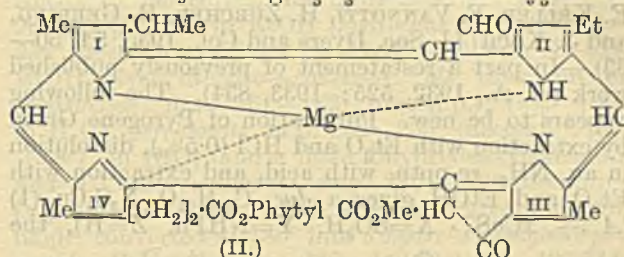 Me I :CHMe CHO II Et
CH
N NH
CH Mg HC
N N
C
Me IV [CH₂]₂·CO₂Phytyl CO₂Me·HC III Me
CO
(II.)